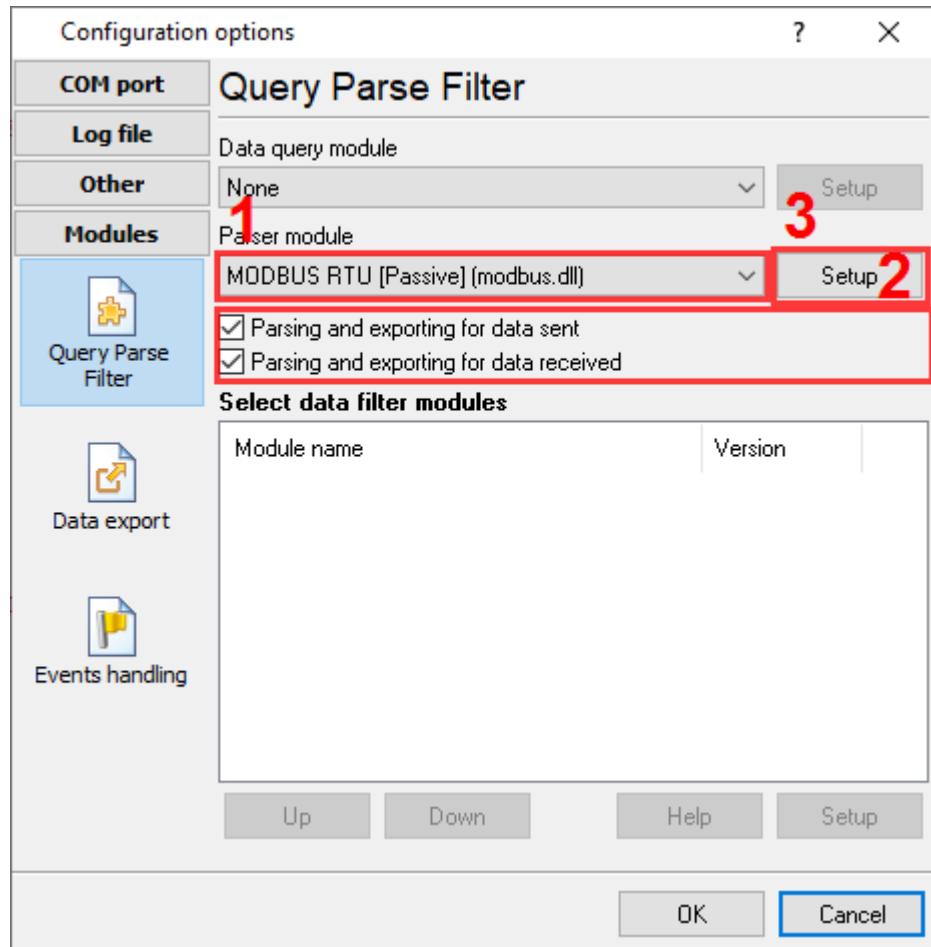 Configuration options
?
COM port
Log file
Other
Modules
Query Parse
Filter
Data export
Events handling
Query Parse Filter
Data query module
None
Setup
1
3
Parser module
MODBUS RTU [Passive] (modbus.dll)
Setup
2
Parsing and exporting for data sent
Parsing and exporting for data received
Select data filter modules
Module name Version
Up Down Help Setup
OK Cancel